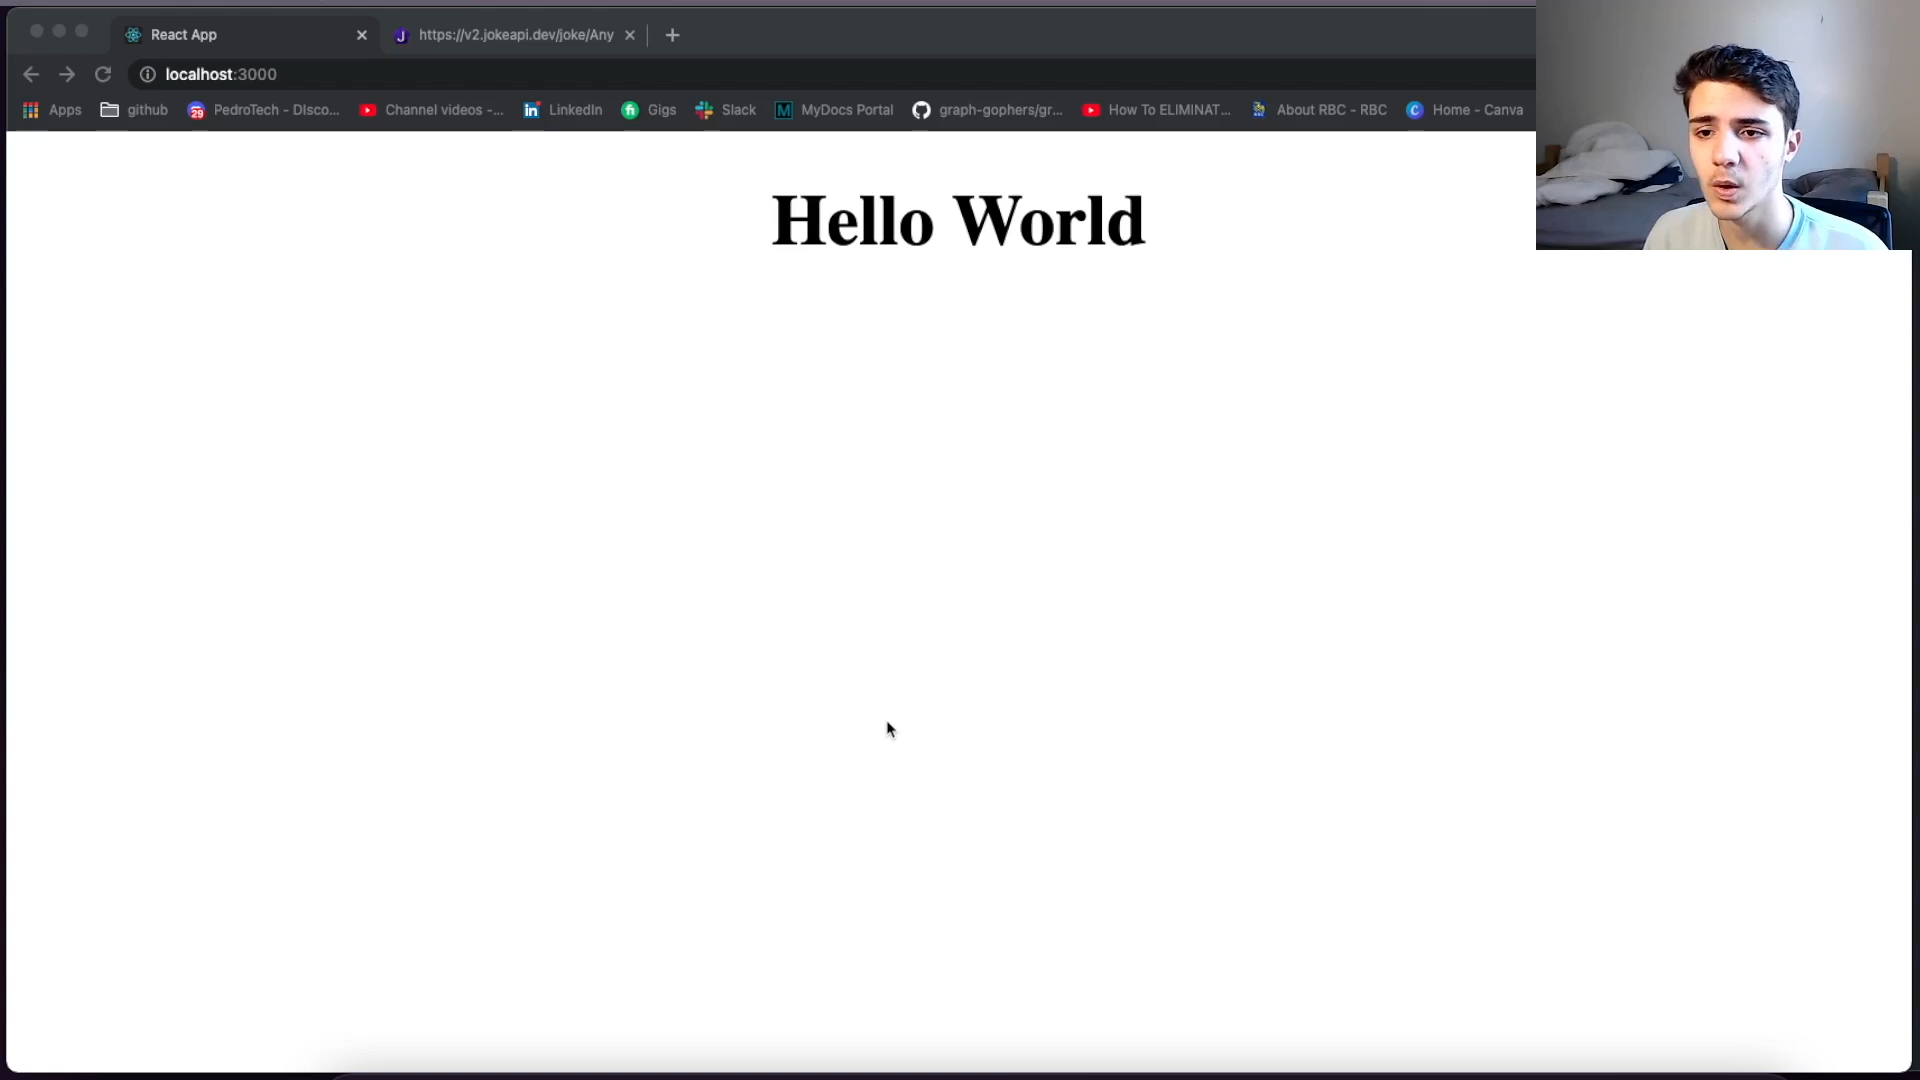 React App
https://v2.jokeapi.dev/joke/Any
localhost:3000
Apps github PedroTech - DIsco... Channel videos -... LinkedIn Gigs Slack MyDocs Portal graph-gophers/gr... How To ELIMINAT... About RBC - RBC Home - Canva
Hello World